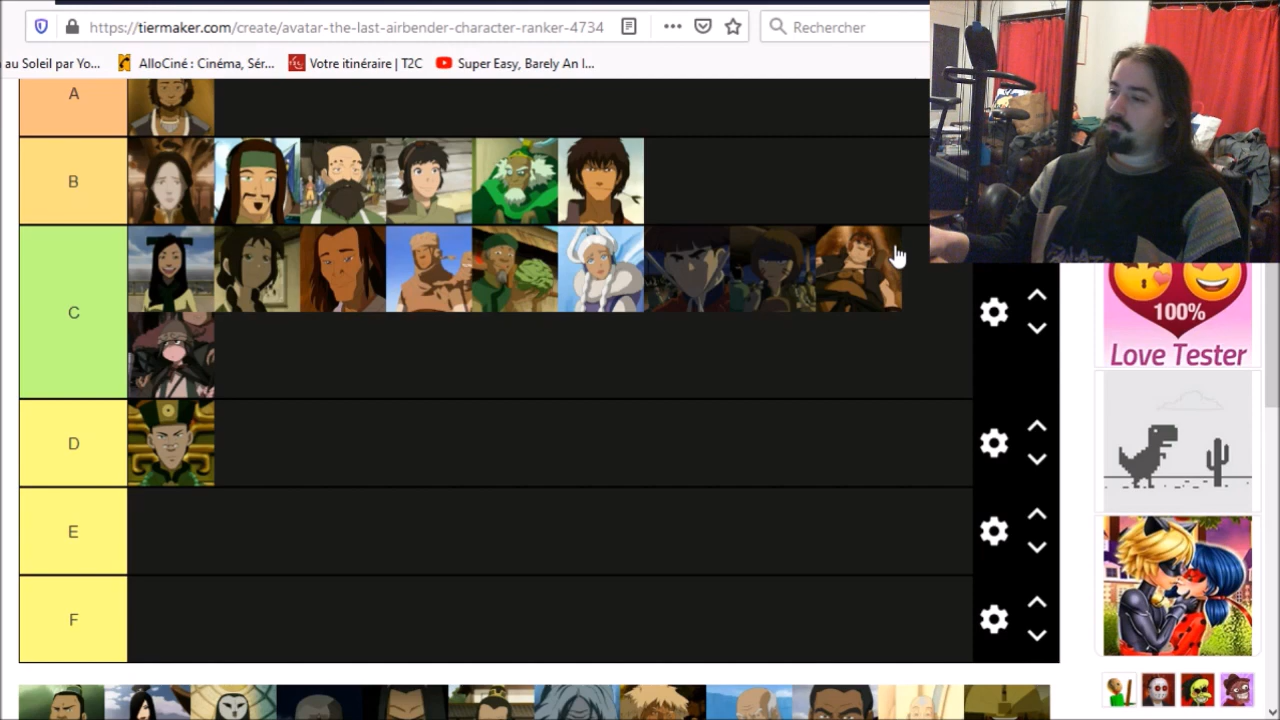 https://tiermaker.com/create/avatar-the-last-airbender-character-ranker-4734
Rechercher
au Soleil par Yo...
AlloCiné : Cinéma, Sér...
Votre itinéraire | T2C
Super Easy, Barely An I...
A
B
C
D
E
F
100%
Love Tester